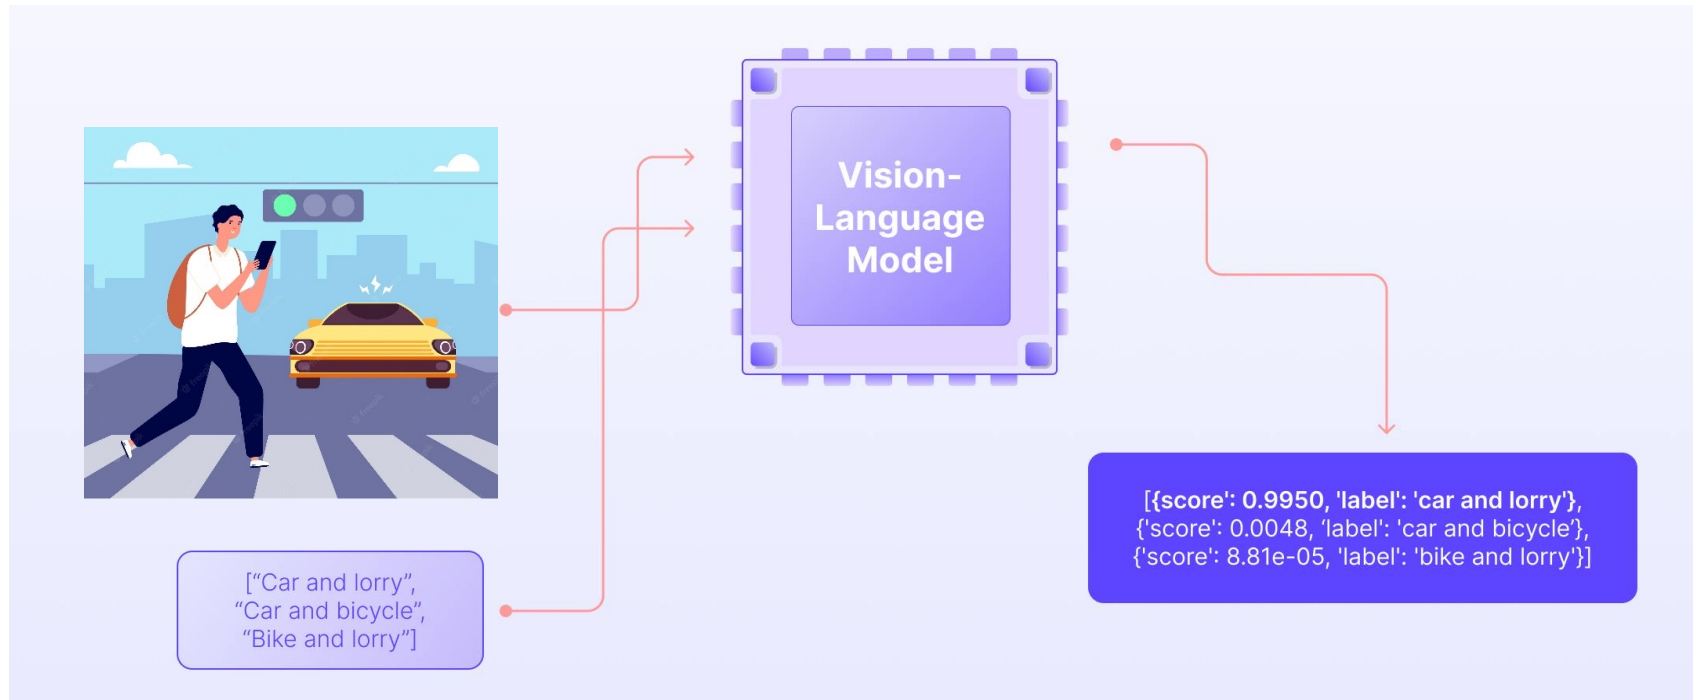 ["Car and lorry",
“Car and bicycle”,
“Bike and lorry”]
Vision-
Language
Model
[{score': 0.9950, 'label': 'car and lorry'},
{'score': 0.0048, ‘label': 'car and bicycle’},
{'score': 8.81e-05, 'label': 'bike and lorry'}]